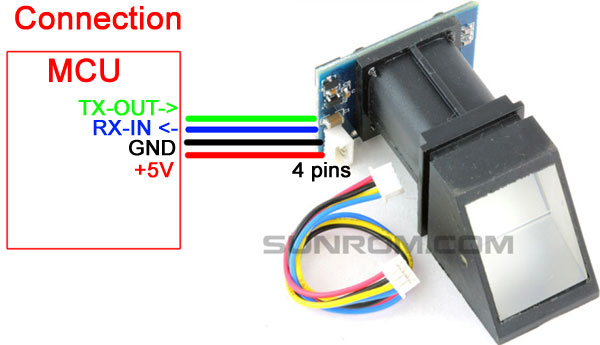 Connection
MCU
TX-OUT->
RX-IN <-
GND
+5V
4 pins
SUNROM.COM